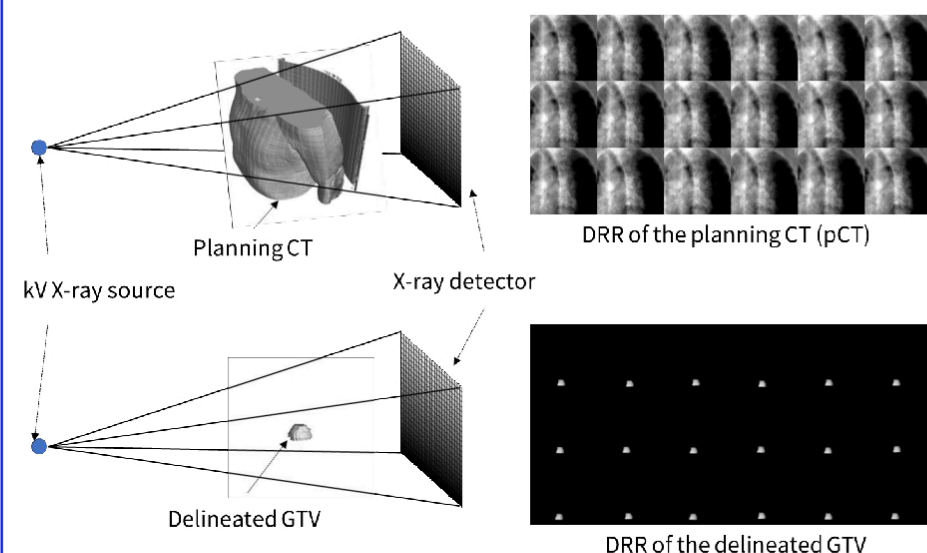 Planning CT
DRR of the planning CT (pCT)
kV X-ray source
X-ray detector
Delineated GTV
DRR of the delineated GTV